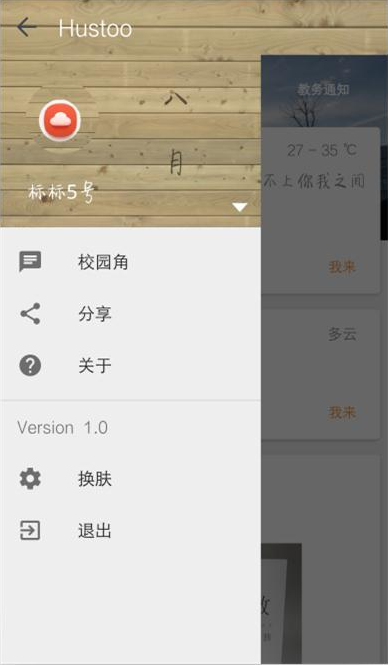 Hustoo
八
月
标标5号
校园角
分享
关于
Version 1.0
换肤
退出
教务通知
27 - 35 ℃
不上你我之间
我来
多云
我来